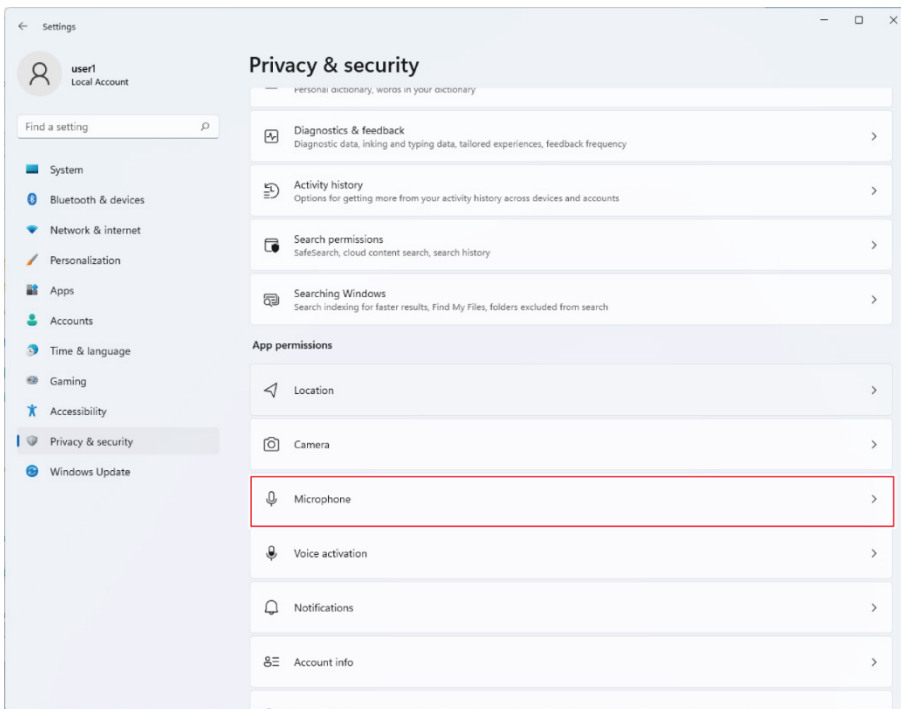 Settings
user1
Local Account
Find a setting
System
Bluetooth & devices
Network & internet
Personalization
Apps
Accounts
Time & language
Gaming
Accessibility
Privacy & security
Windows Update
Privacy & security
Personal dictionary, words in your dictionary
Diagnostics & feedback
Diagnostic data, inking and typing data, tailored experiences, feedback frequency
Activity history
Options for getting more from your activity history across devices and accounts
Search permissions
SafeSearch, cloud content search, search history
Searching Windows
Search indexing for faster results, Find My Files, folders excluded from search
App permissions
Location
Camera
Microphone
Voice activation
Notifications
Account info